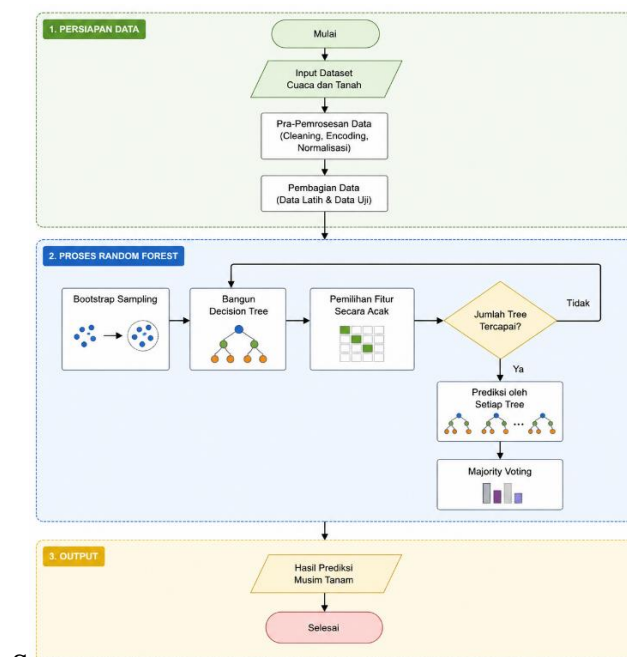 1. PERSIAPAN DATA
Mulai
Input Dataset
Cuaca dan Tanah
Pra-Pemrosesan Data
(Cleaning, Encoding,
Normalisasi)
Pembagian Data
(Data Latih & Data Uji)
2. PROSES RANDOM FOREST
Bootstrap Sampling
Bangun
Decision Tree
Pemilihan Fitur
Secara Acak
Jumlah Tree
Tercapai?
Tidak
Ya
Prediksi oleh
Setiap Tree
...
Majority Voting
3. OUTPUT
Hasil Prediksi
Musim Tanam
Selesai